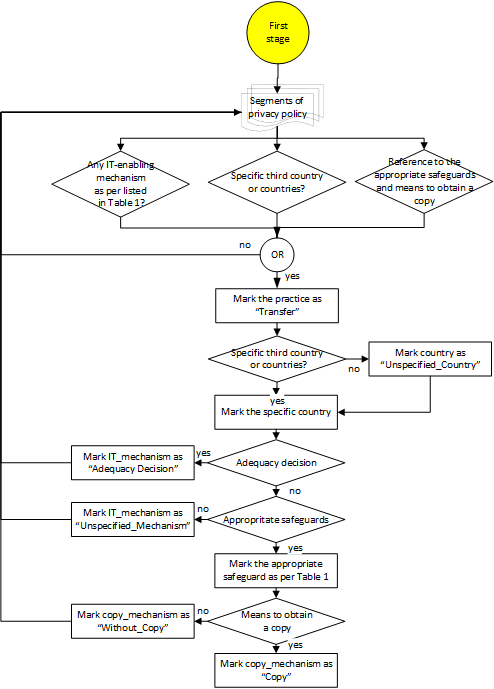 First
stage
Segments of
privacy policy
Any IT-enabling
mechanism
as per listed
in Table 1?
Specific third country
or countries?
Reference to the
appropriate safeguards
and means to obtain a
copy
no
OR
yes
Mark the practice as
“Transfer”
Specific third country
or countries?
no
Mark country as
“Unspecified_Country”
yes
Mark the specific country
Mark IT_mechanism as
“Adequacy Decision”
yes
Adequacy decision
no
Mark IT_mechanism as
“Unspecified_Mechanism”
no
Appropritate safeguards
yes
Mark the appropriate
safeguard as per Table 1
Mark copy_mechanism as
“Without_Copy”
no
Means to obtain
a copy
yes
Mark copy_mechanism as
“Copy”